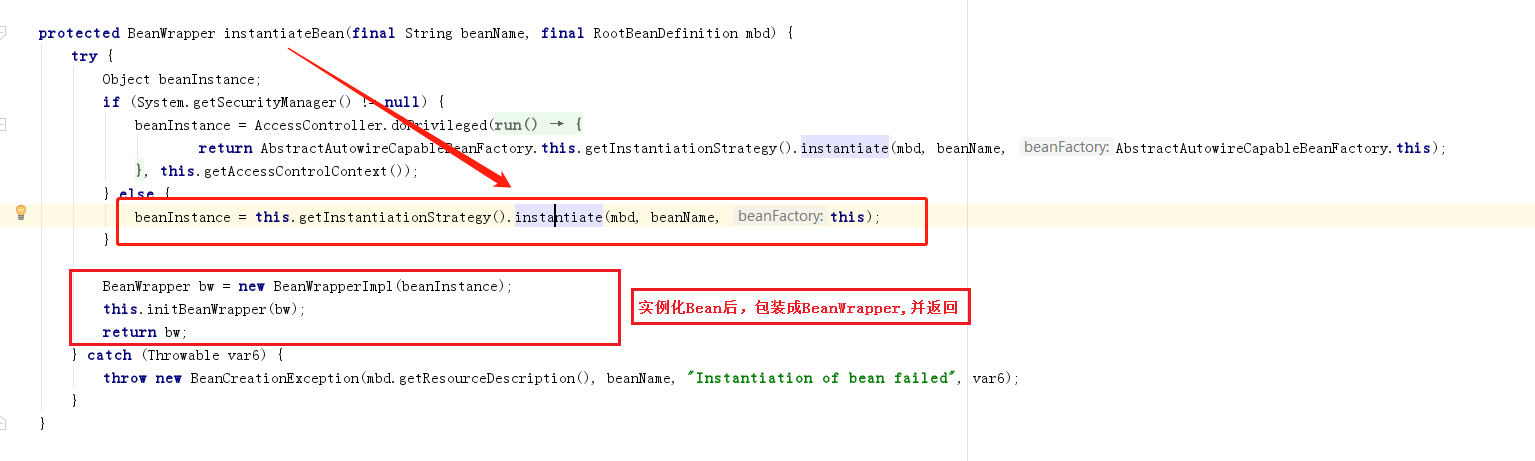 protected BeanWrapper instantiateBean(final String beanName, final RootBeanDefinition mbd) {
try {
Object beanInstance;
if (System.getSecurityManager() != null) {
beanInstance = AccessController.doPrivileged(run() → {
return AbstractAutowireCapableBeanFactory.this.getInstantiationStrategy().instantiate(mbd, beanName, beanFactory: AbstractAutowireCapableBeanFactory.this);
}, this.getAccessControlContext());
} else {
beanInstance = this.getInstantiationStrategy().instantiate(mbd, beanName, beanFactory: this);
}
BeanWrapper bw = new BeanWrapperImpl(beanInstance);
this.initBeanWrapper(bw);
实例化Bean后，包装成BeanWrapper,并返回
return bw;
} catch (Throwable var6) {
throw new BeanCreationException(mbd.getResourceDescription(), beanName, "Instantiation of bean failed", var6);
}
}